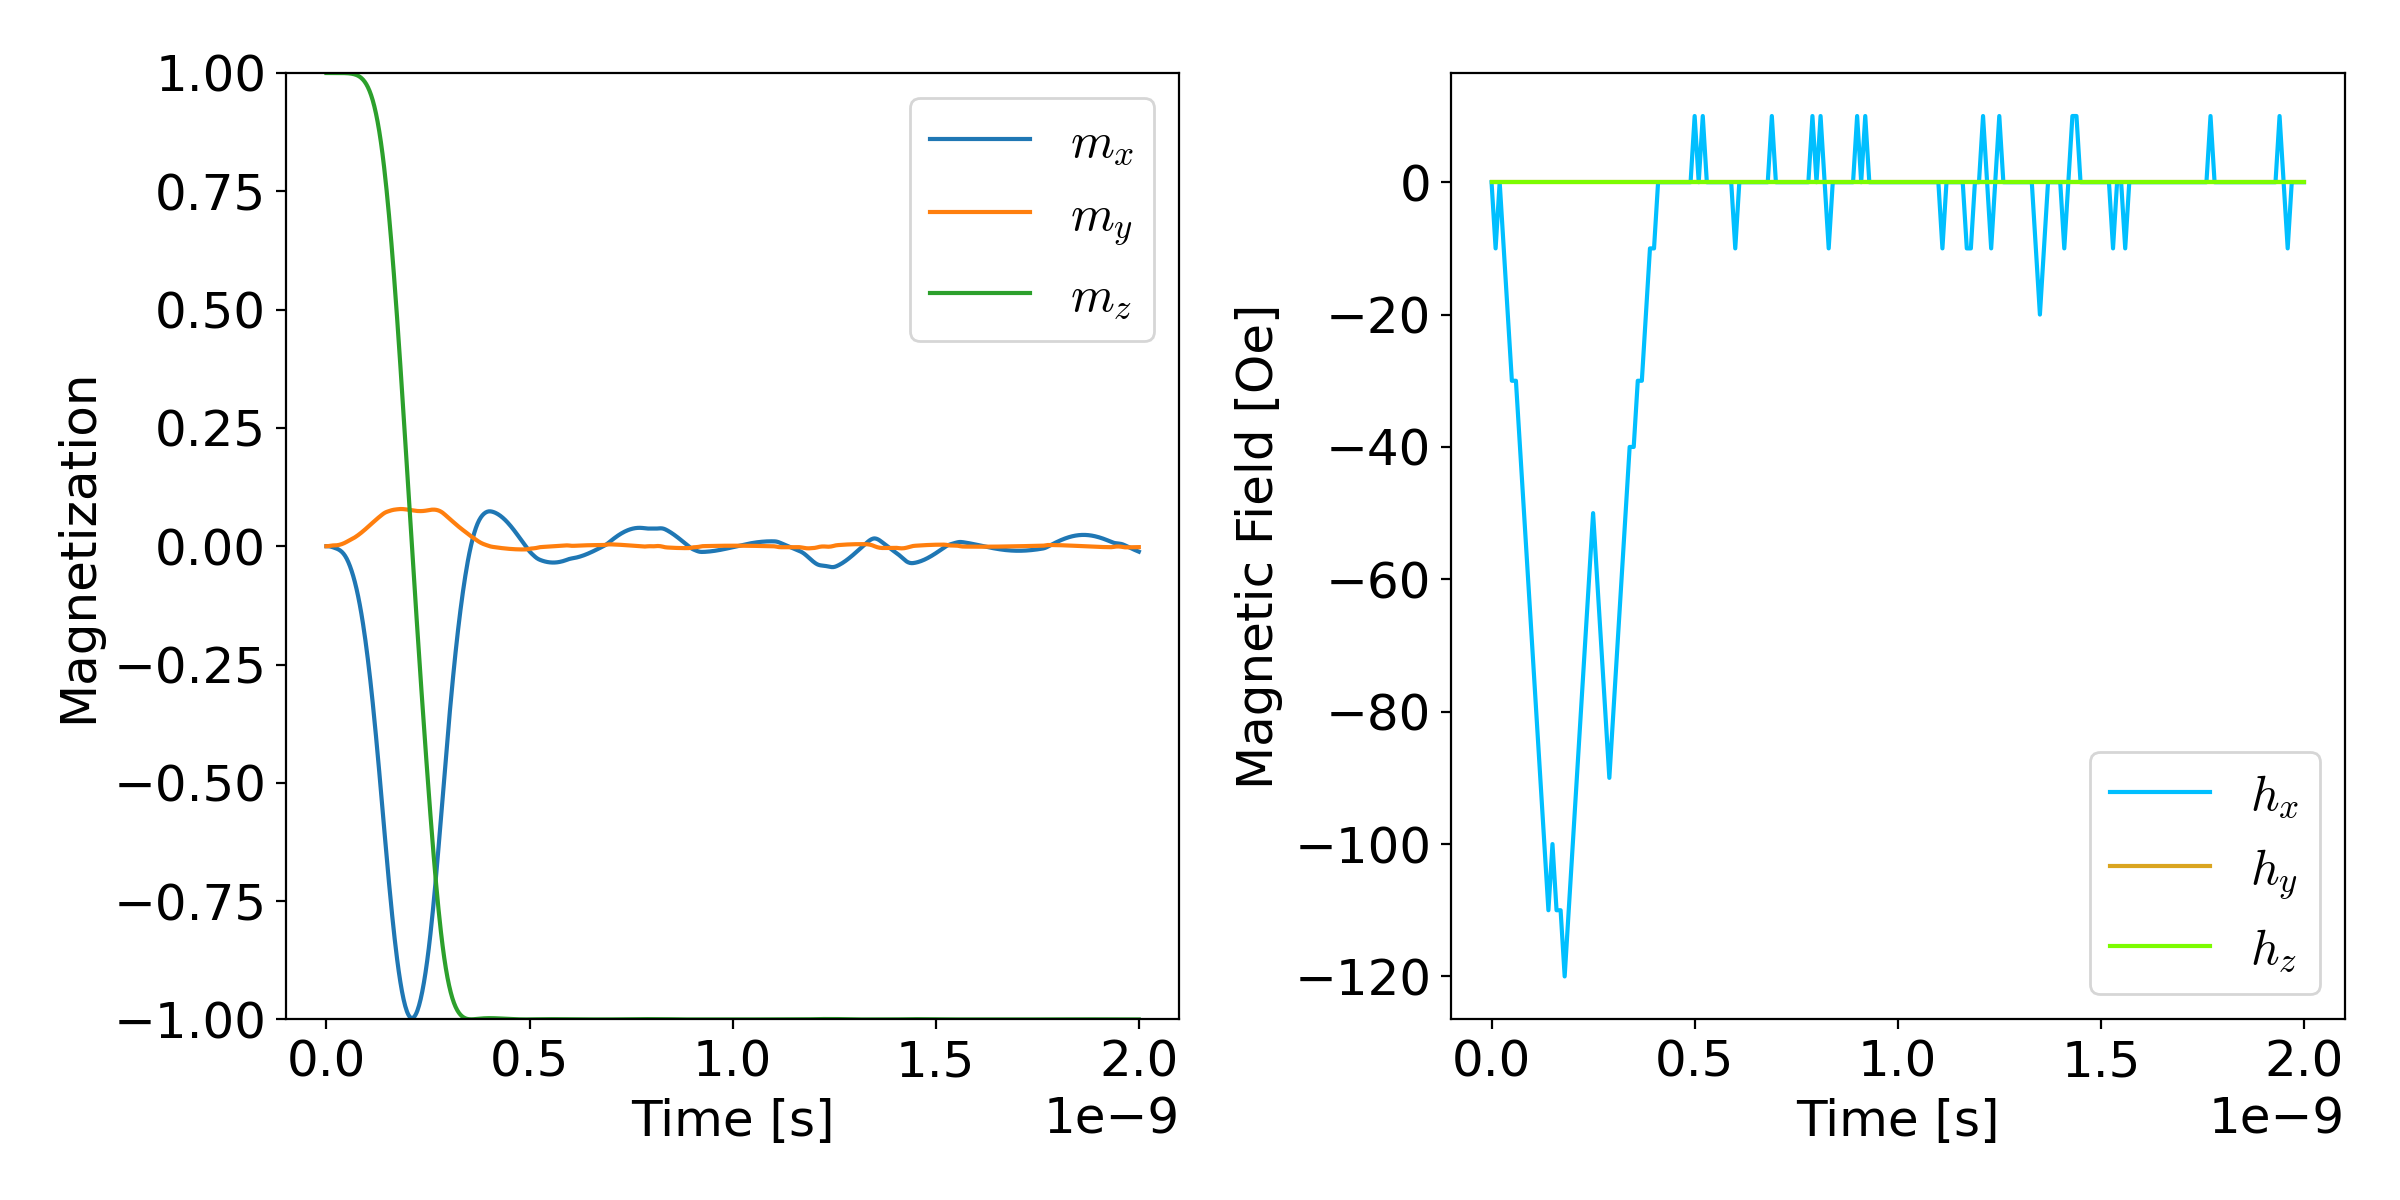 Magnetization
1.00
0.75
0.50
0.25
0.00
−0.25
−0.50
−0.75
−1.00
0.0 0.5 1.0 1.5 2.0
Time [s]
1e−9
m_x
m_y
m_z
Magnetic Field [Oe]
0
−20
−40
−60
−80
−100
−120
0.0 0.5 1.0 1.5 2.0
Time [s]
1e−9
h_x
h_y
h_z